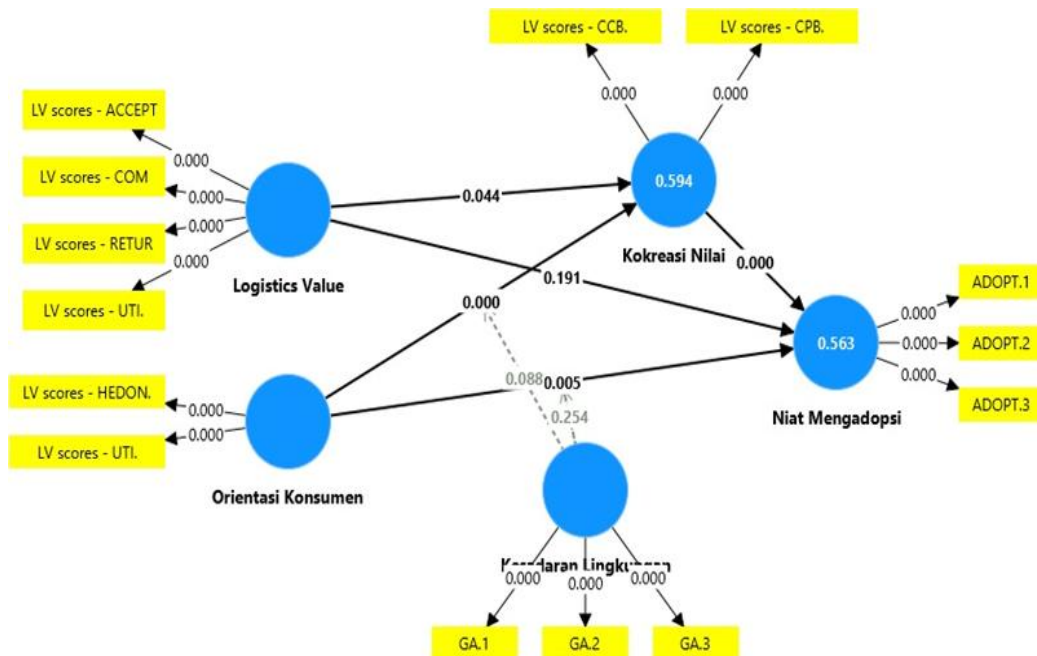 LV scores - CCB.
LV scores - CPB.
0.000
0.000
LV scores - ACCEPT
0.000
LV scores - COM
0.000
LV scores - RETUR
0.000
0.000
LV scores - UTI.
Logistics Value
0.044
0.594
Kokreasi Nilai
0.000
0.191
0.000
ADOPT.1
0.000
ADOPT.2
0.000
0.563
0.000
ADOPT.3
Niat Mengadopsi
LV scores - HEDON.
0.000
0.000
LV scores - UTI.
Orientasi Konsumen
0.088
0.005
0.254
0.000
0.000
0.000
GA.1
GA.2
GA.3